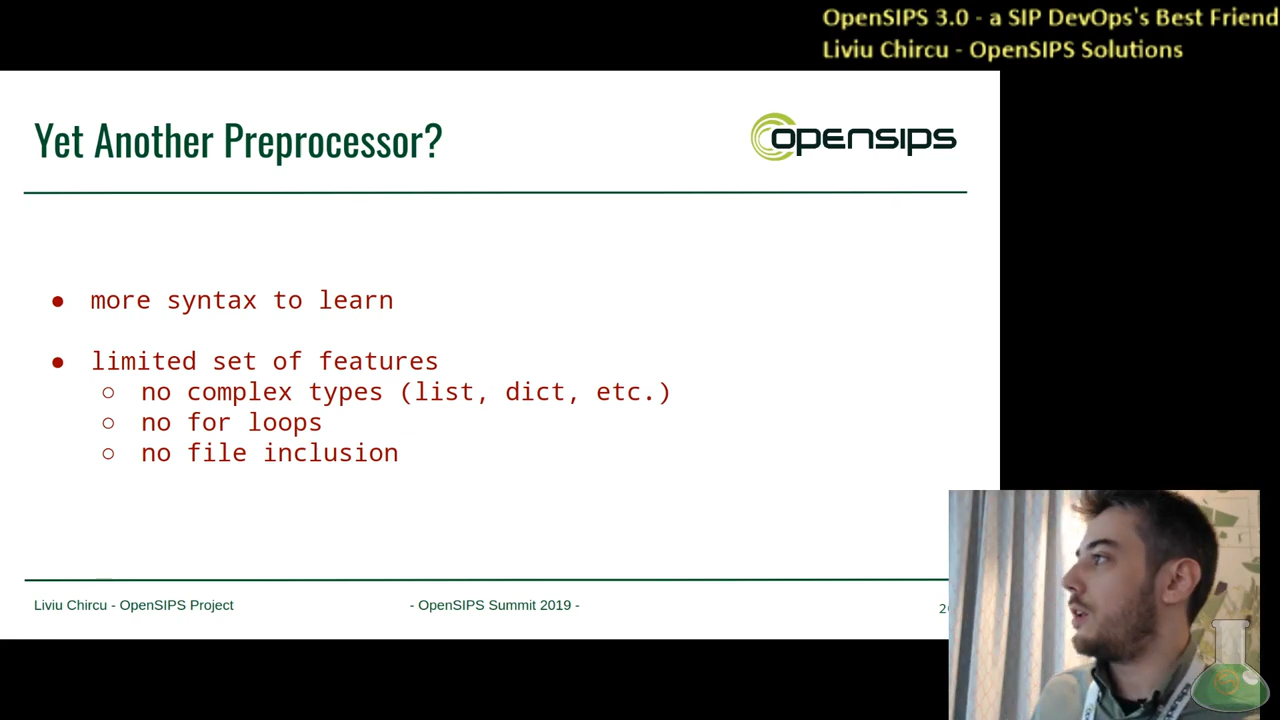 OpenSIPS 3.0 - a SIP DevOps's Best Friend
Liviu Chircu - OpenSIPS Solutions
Yet Another Preprocessor?
opensips
● more syntax to learn
● limited set of features
○ no complex types (list, dict, etc.)
○ no for loops
○ no file inclusion
Liviu Chircu - OpenSIPS Project
- OpenSIPS Summit 2019 -